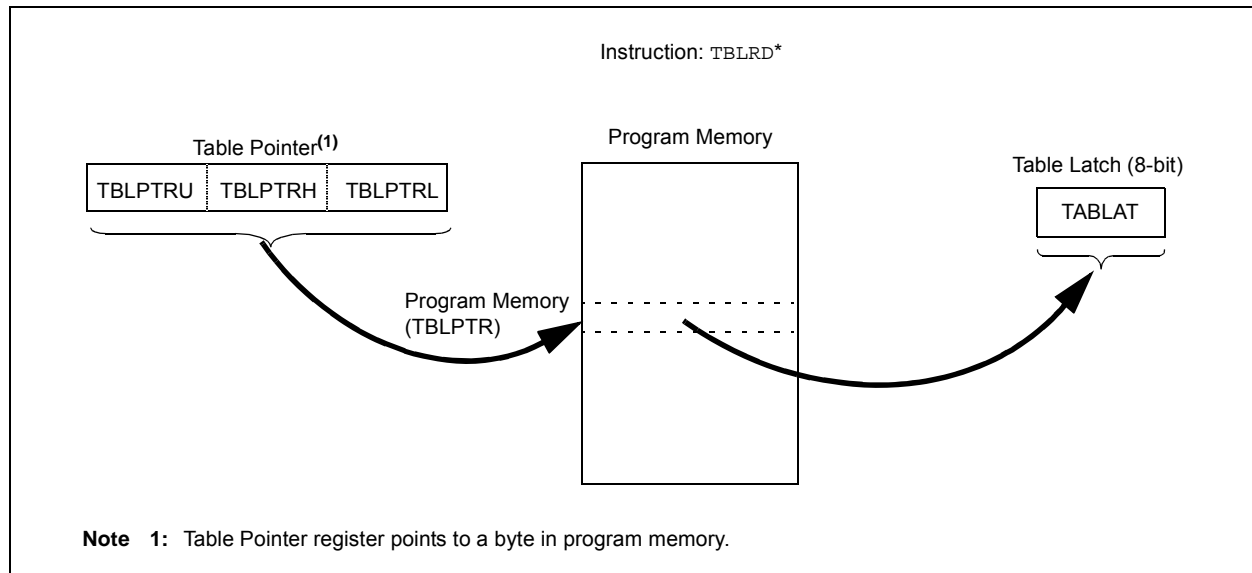 Instruction: TBLRD*
Table Pointer(1)
TBLPTRU TBLPTRH TBLPTRL
Program Memory
Table Latch (8-bit)
TABLAT
Program Memory
(TBLPTR)
Note 1: Table Pointer register points to a byte in program memory.